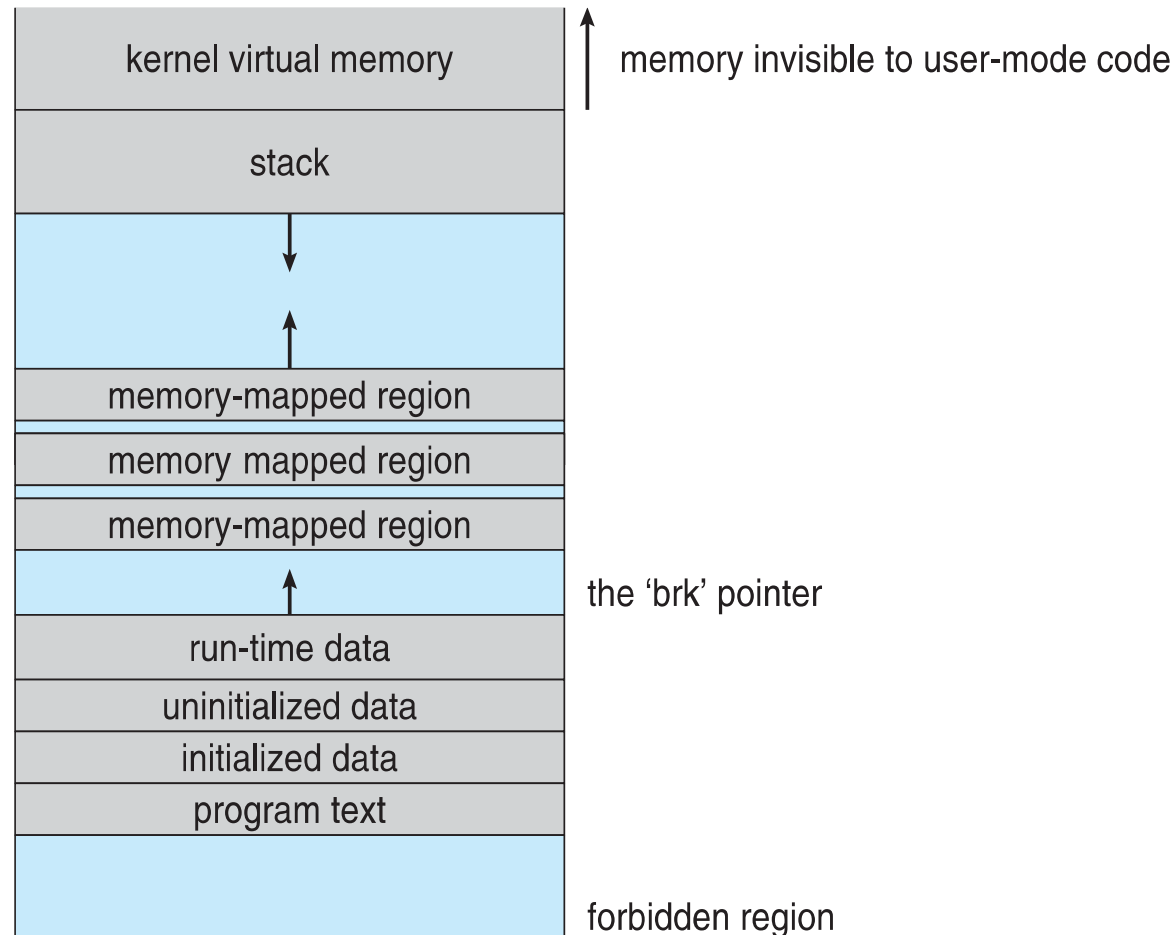 kernel virtual memory
memory invisible to user-mode code
stack
memory-mapped region
memory mapped region
memory-mapped region
the ‘brk’ pointer
run-time data
uninitialized data
initialized data
program text
forbidden region